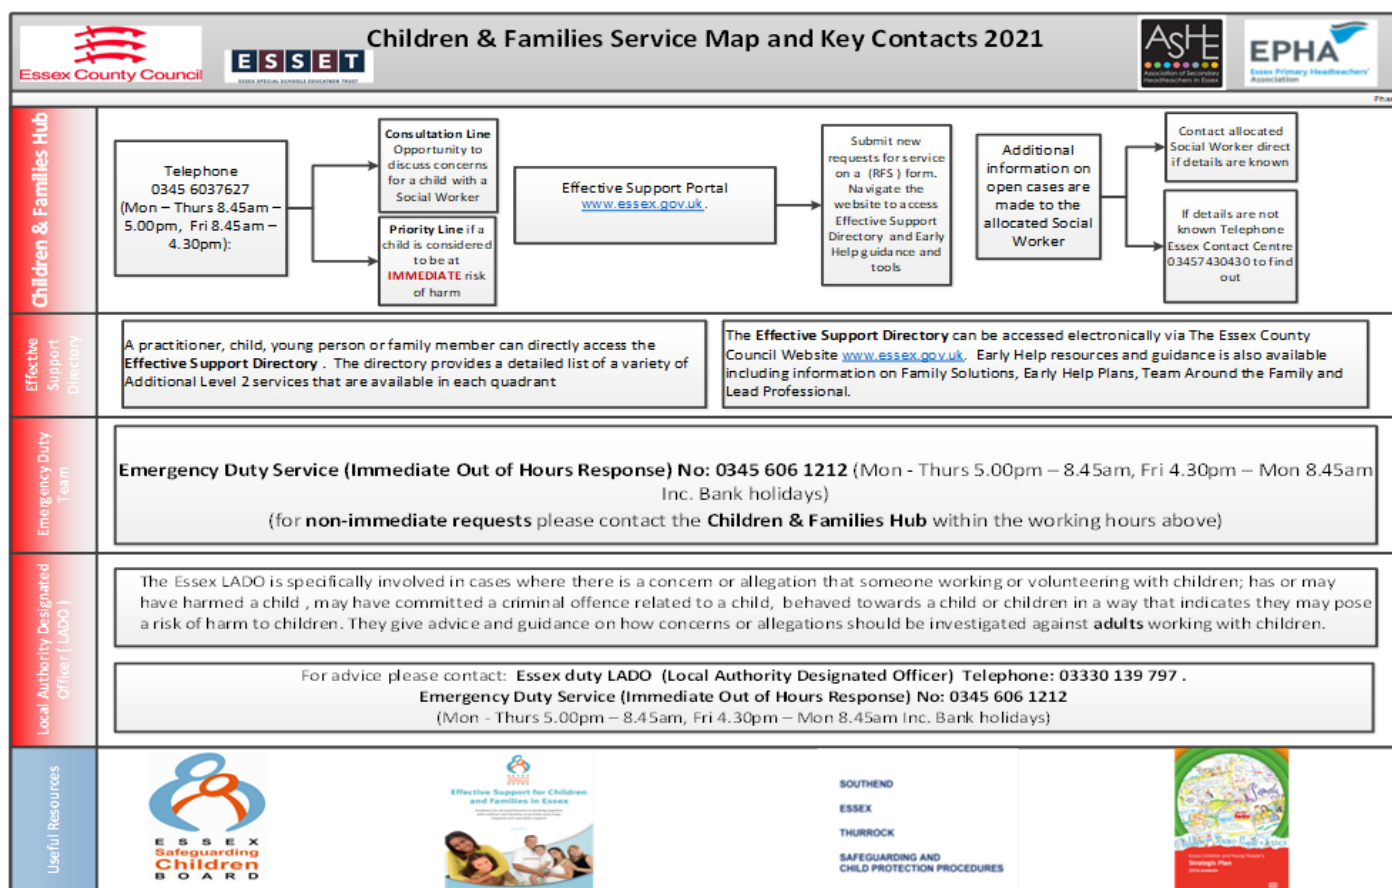 Children & Families Service Map and Key Contacts 2021
Essex County Council
ESSET
ESSEX SPECIAL SCHOOLS EDUCATION TRUST
ASHE
Association of Secondary
Headteachers in Essex
EPHA
Essex Primary Headteachers'
Association
Phas
Children & Families Hub
Telephone
0345 6037627
(Mon – Thurs 8.45am –
5.00pm, Fri 8.45am –
4.30pm):
Consultation Line
Opportunity to
discuss concerns
for a child with a
Social Worker
Priority Line if a
child is considered
to be at
IMMEDIATE risk
of harm
Effective Support Portal
www.essex.gov.uk .
Submit new
requests for service
on a (RFS ) form.
Navigate the
website to access
Effective Support
Directory and Early
Help guidance and
tools
Additional
information on
open cases are
made to the
allocated Social
Worker
Contact allocated
Social Worker direct
if details are known
If details are not
known Telephone
Essex Contact Centre
03457430430 to find
out
Effective
Support
Directory
A practitioner, child, young person or family member can directly access the
Effective Support Directory . The directory provides a detailed list of a variety of
Additional Level 2 services that are available in each quadrant
The Effective Support Directory can be accessed electronically via The Essex County
Council Website www.essex.gov.uk. Early Help resources and guidance is also available
including information on Family Solutions, Early Help Plans, Team Around the Family and
Lead Professional.
Emergency Duty
Team
Emergency Duty Service (Immediate Out of Hours Response) No: 0345 606 1212 (Mon - Thurs 5.00pm – 8.45am, Fri 4.30pm – Mon 8.45am
Inc. Bank holidays)
(for non-immediate requests please contact the Children & Families Hub within the working hours above)
Local Authority Designated
Officer ( LADO )
The Essex LADO is specifically involved in cases where there is a concern or allegation that someone working or volunteering with children; has or may
have harmed a child , may have committed a criminal offence related to a child, behaved towards a child or children in a way that indicates they may pose
a risk of harm to children. They give advice and guidance on how concerns or allegations should be investigated against adults working with children.
For advice please contact: Essex duty LADO (Local Authority Designated Officer) Telephone: 03330 139 797 .
Emergency Duty Service (Immediate Out of Hours Response) No: 0345 606 1212
(Mon - Thurs 5.00pm – 8.45am, Fri 4.30pm – Mon 8.45am Inc. Bank holidays)
Useful Resources
ESSEX
Safeguarding
Children
BOARD
Effective Support for Children
and Families in Essex
SOUTHEND
ESSEX
THURROCK
SAFEGUARDING AND
CHILD PROTECTION PROCEDURES
Essex Children and Young People's
Strategic Plan